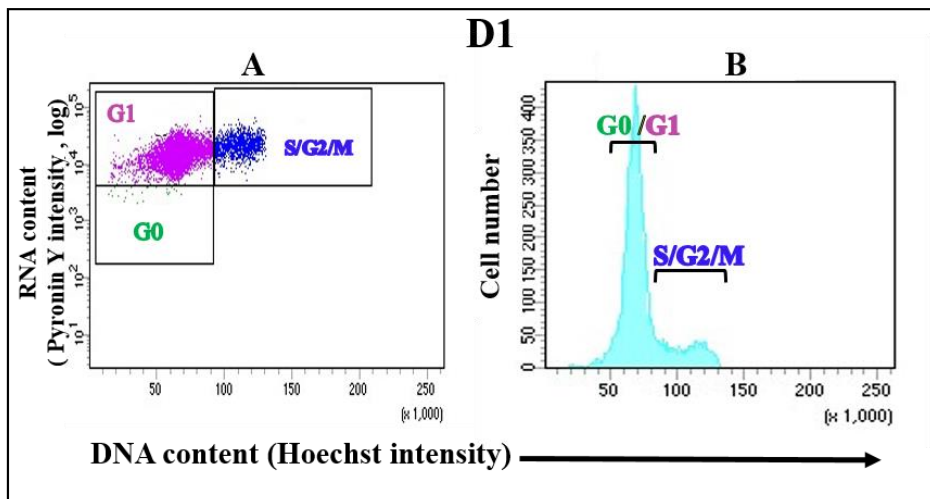 D1
A
B
RNA content
( Pyronin Y intensity , log)
10^5
10^4
10^3
10^2
10^1
G1
S/G2/M
G0
50
100
150
200
250
(x 1,000)
Cell number
400
350
300
250
200
150
100
50
0
G0 /G1
S/G2/M
50
100
150
200
250
(x 1,000)
DNA content (Hoechst intensity)